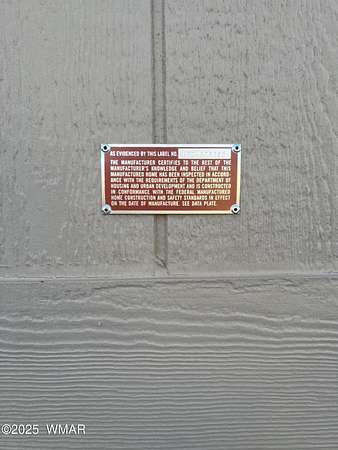 AS EVIDENCED BY THIS LABEL NO.
THE MANUFACTURER CERTIFIES TO THE BEST OF THE
MANUFACTURER'S KNOWLEDGE AND BELIEF THAT THIS
MANUFACTURED HOME HAS BEEN INSPECTED IN ACCORD-
ANCE WITH THE REQUIREMENTS OF THE DEPARTMENT OF
HOUSING AND URBAN DEVELOPMENT AND IS CONSTRUCTED
IN CONFORMANCE WITH THE FEDERAL MANUFACTURED
HOME CONSTRUCTION AND SAFETY STANDARDS IN EFFECT
ON THE DATE OF MANUFACTURE. SEE DATA PLATE.
©2025 WMAR